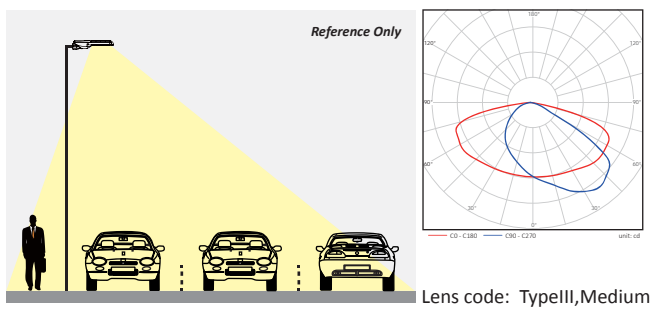 Reference Only
180°
120° 120°
90° 90°
60° 60°
30° 30°
0°
C0 - C180 C90 - C270 unit: cd
Lens code: TypeIII,Medium